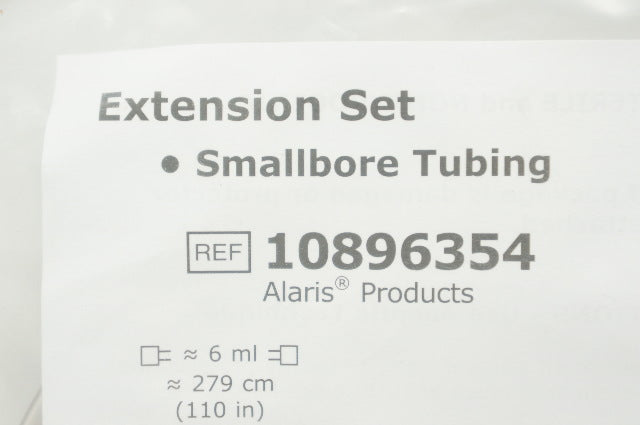 Extension Set
• Smallbore Tubing
REF 10896354
Alaris® Products
≈ 6 ml
≈ 279 cm
(110 in)